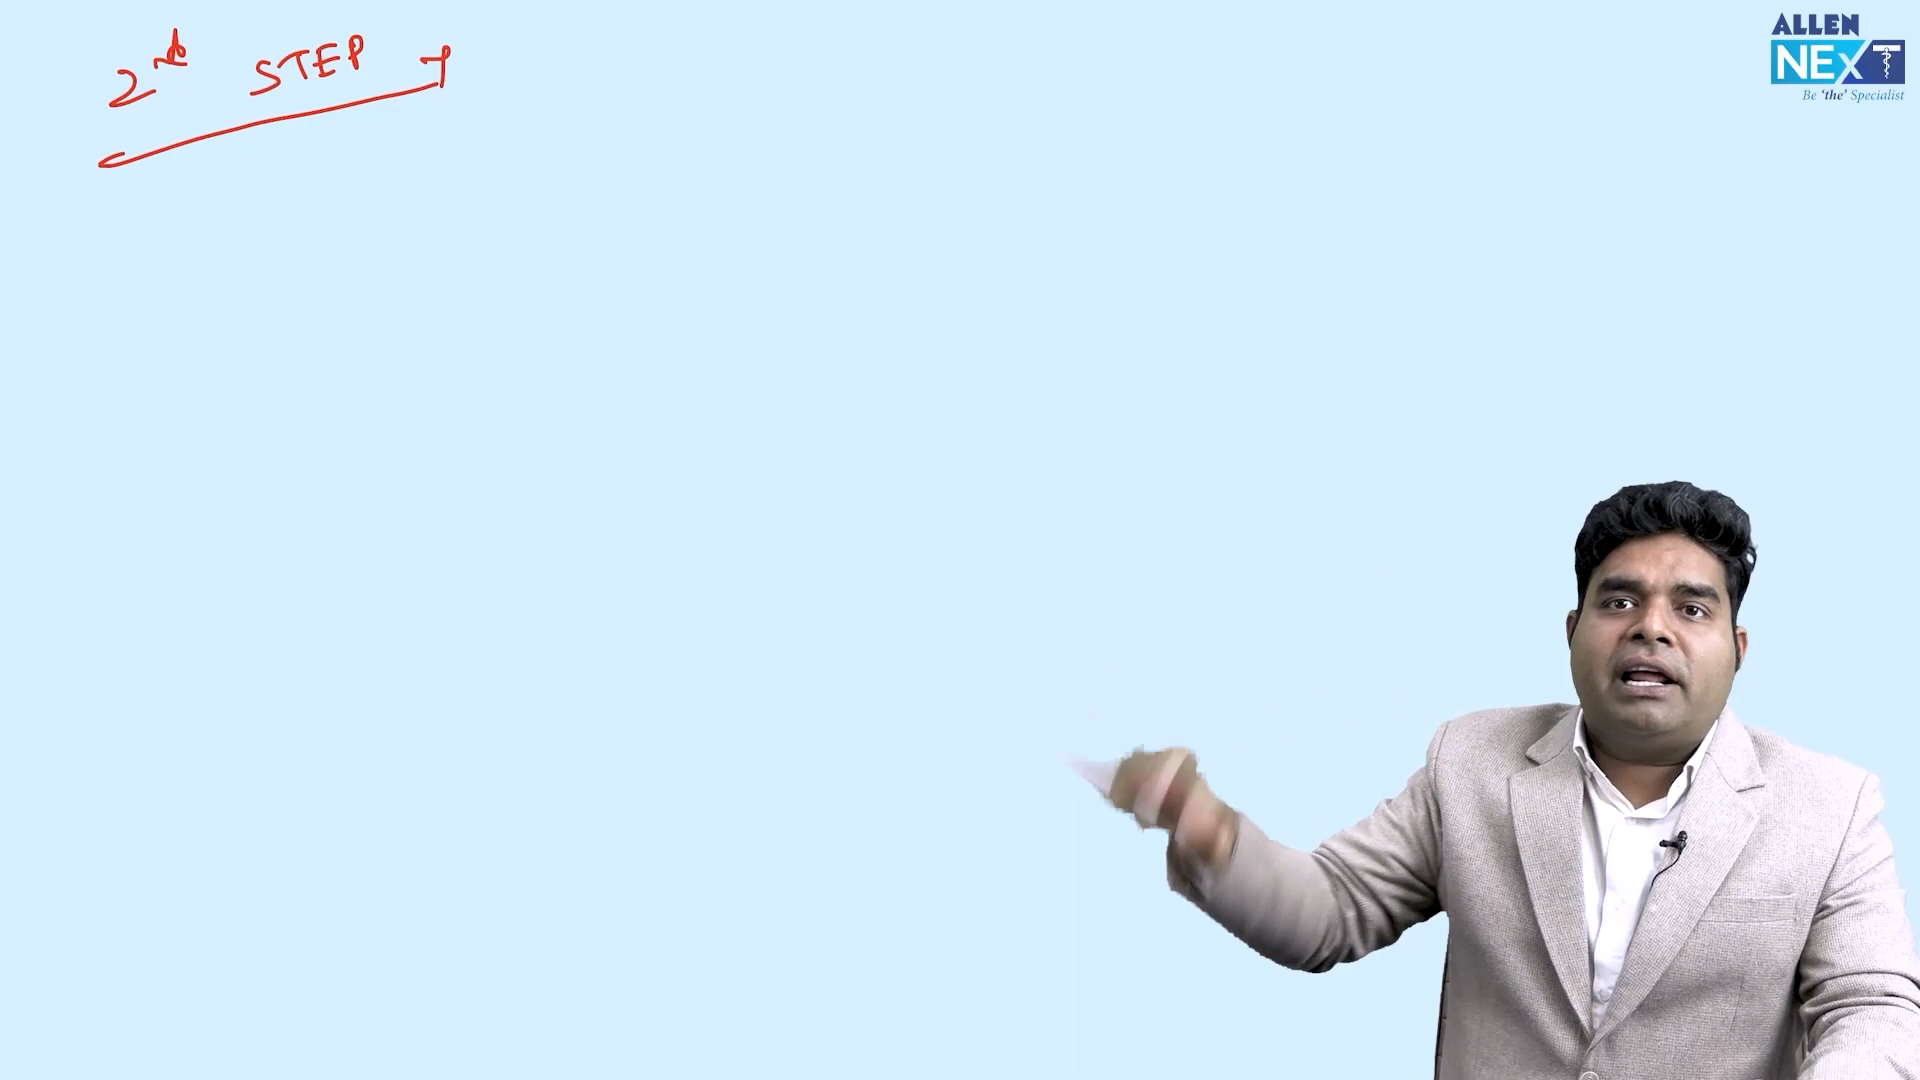 2nd STEP →
ALLEN
NEXT
Be 'the' Specialist